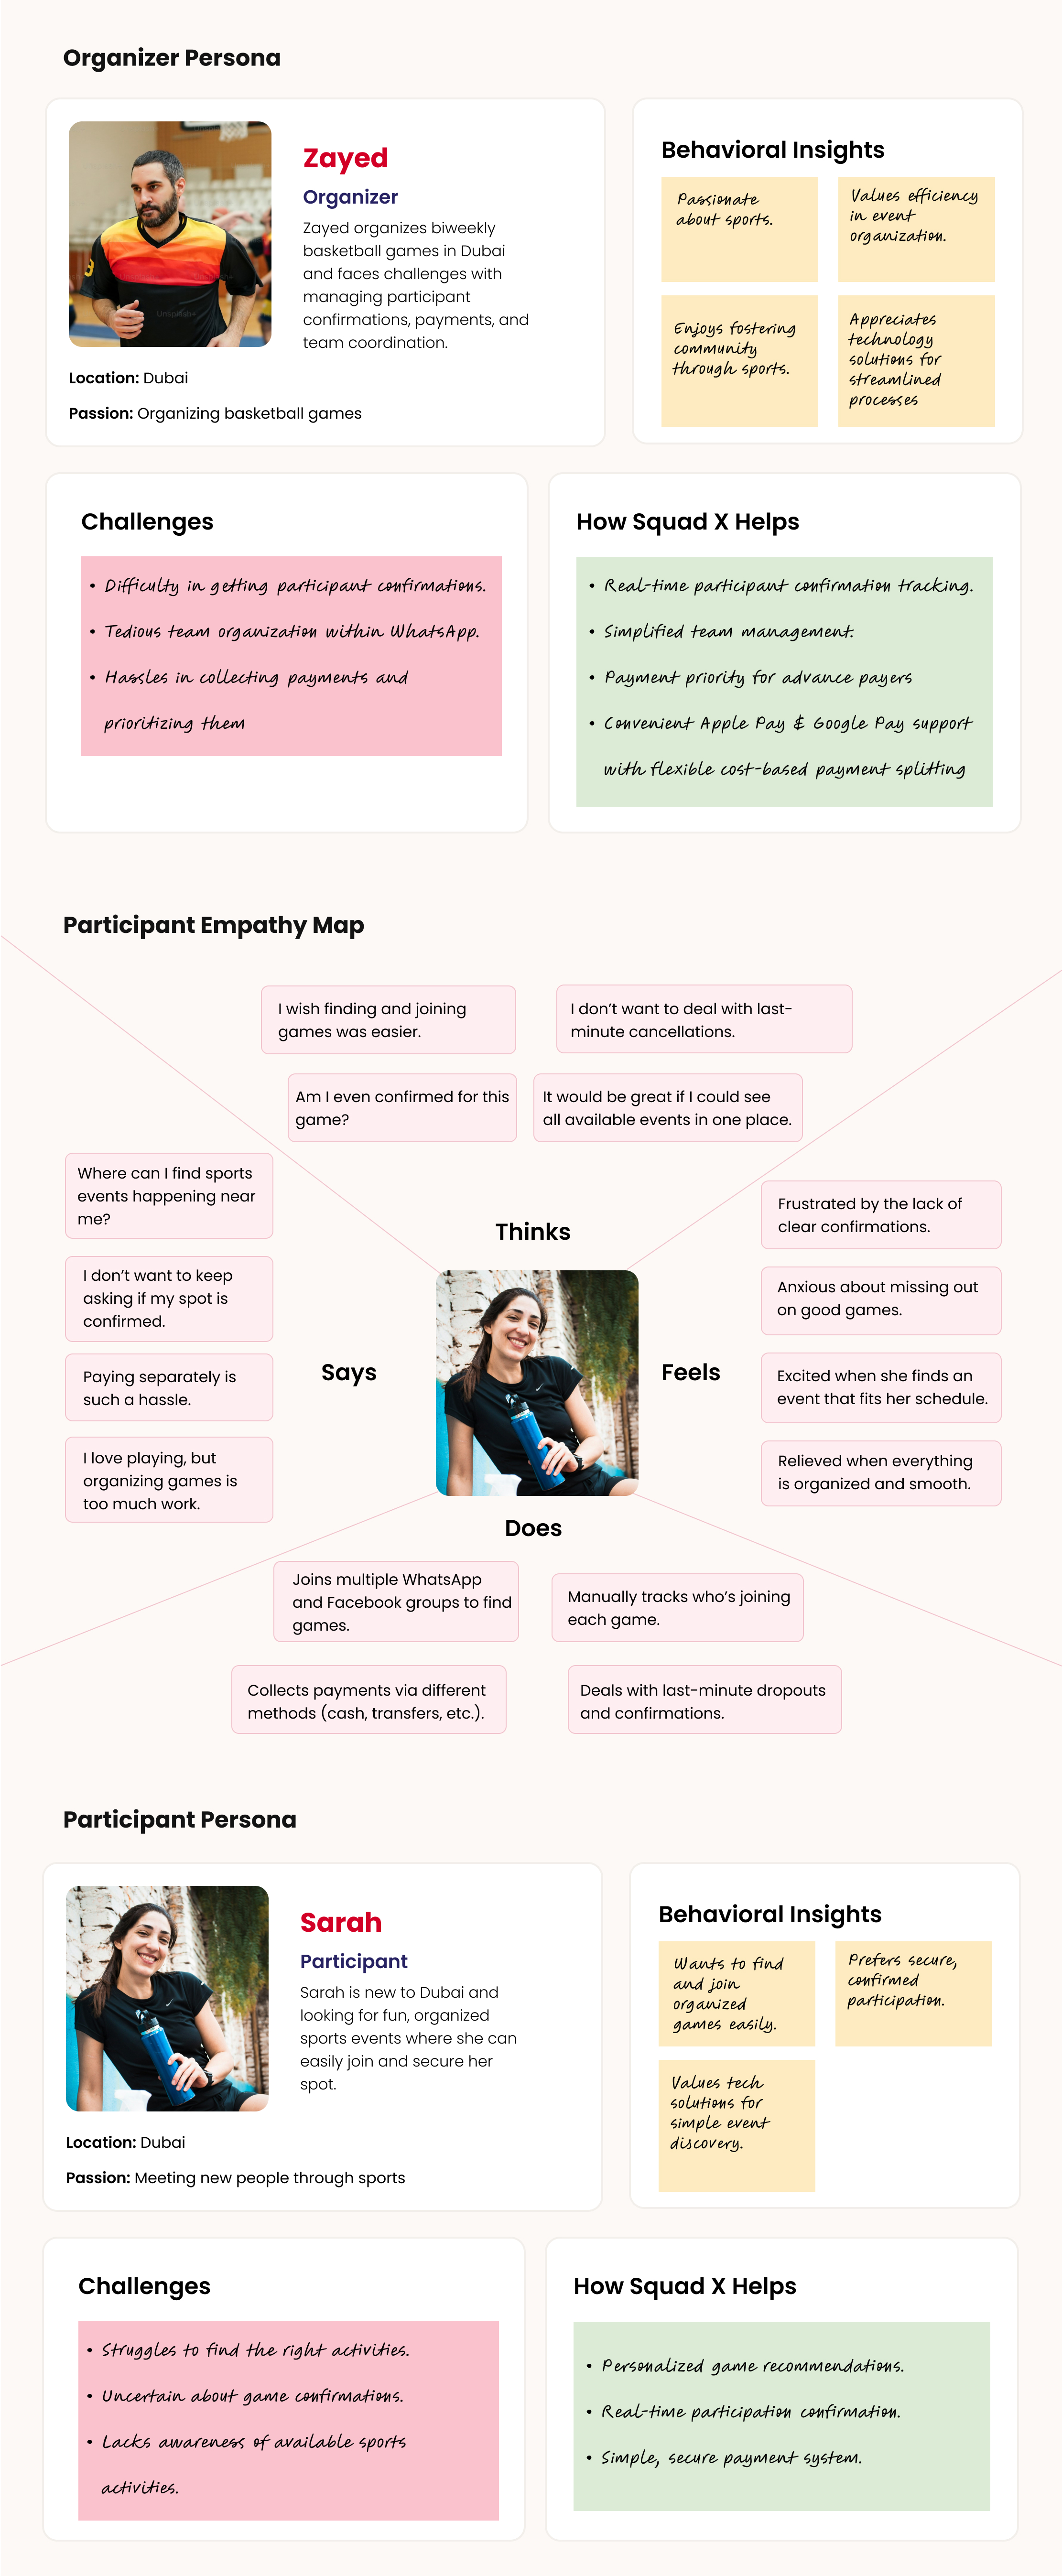 Organizer Persona
Zayed
Organizer
Zayed organizes biweekly
basketball games in Dubai
and faces challenges with
managing participant
confirmations, payments, and
team coordination.
Location: Dubai
Passion: Organizing basketball games
Behavioral Insights
Passionate
about sports.
Values efficiency
in event
organization.
Enjoys fostering
community
through sports.
Appreciates
technology
solutions for
streamlined
processes
Challenges
• Difficulty in getting participant confirmations.
• Tedious team organization within WhatsApp.
• Hassles in collecting payments and
prioritizing them
How Squad X Helps
• Real-time participant confirmation tracking.
• Simplified team management.
• Payment priority for advance payers
• Convenient Apple Pay & Google Pay support
with flexible cost-based payment splitting
Participant Empathy Map
I wish finding and joining
games was easier.
I don't want to deal with last-
minute cancellations.
Am I even confirmed for this
game?
It would be great if I could see
all available events in one place.
Thinks
Where can I find sports
events happening near
me?
I don't want to keep
asking if my spot is
confirmed.
Paying separately is
such a hassle.
I love playing, but
organizing games is
too much work.
Says
Feels
Frustrated by the lack of
clear confirmations.
Anxious about missing out
on good games.
Excited when she finds an
event that fits her schedule.
Relieved when everything
is organized and smooth.
Does
Joins multiple WhatsApp
and Facebook groups to find
games.
Manually tracks who's joining
each game.
Collects payments via different
methods (cash, transfers, etc.).
Deals with last-minute dropouts
and confirmations.
Participant Persona
Sarah
Participant
Sarah is new to Dubai and
looking for fun, organized
sports events where she can
easily join and secure her
spot.
Location: Dubai
Passion: Meeting new people through sports
Behavioral Insights
Wants to find
and join
organized
games easily.
Prefers secure,
confirmed
participation.
Values tech
solutions for
simple event
discovery.
Challenges
• Struggles to find the right activities.
• Uncertain about game confirmations.
• Lacks awareness of available sports
activities.
How Squad X Helps
• Personalized game recommendations.
• Real-time participation confirmation.
• Simple, secure payment system.